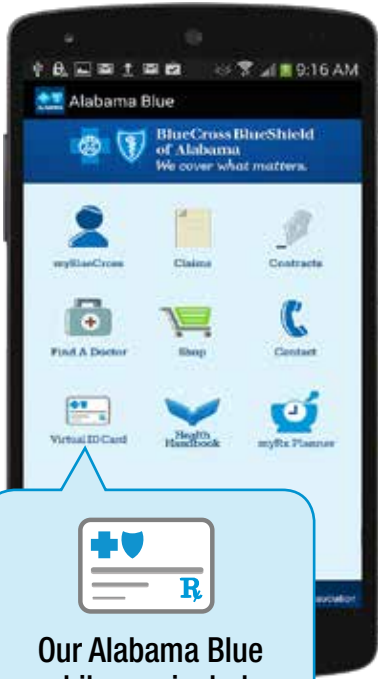 9:16 AM
Alabama Blue
BlueCross BlueShield
of Alabama
We cover what matters.
myBlueCross
Claims
Contracts
Find A Doctor
Shop
Contact
Virtual ID Card
Health
Handbook
myRx Planner
Rx
Our Alabama Blue